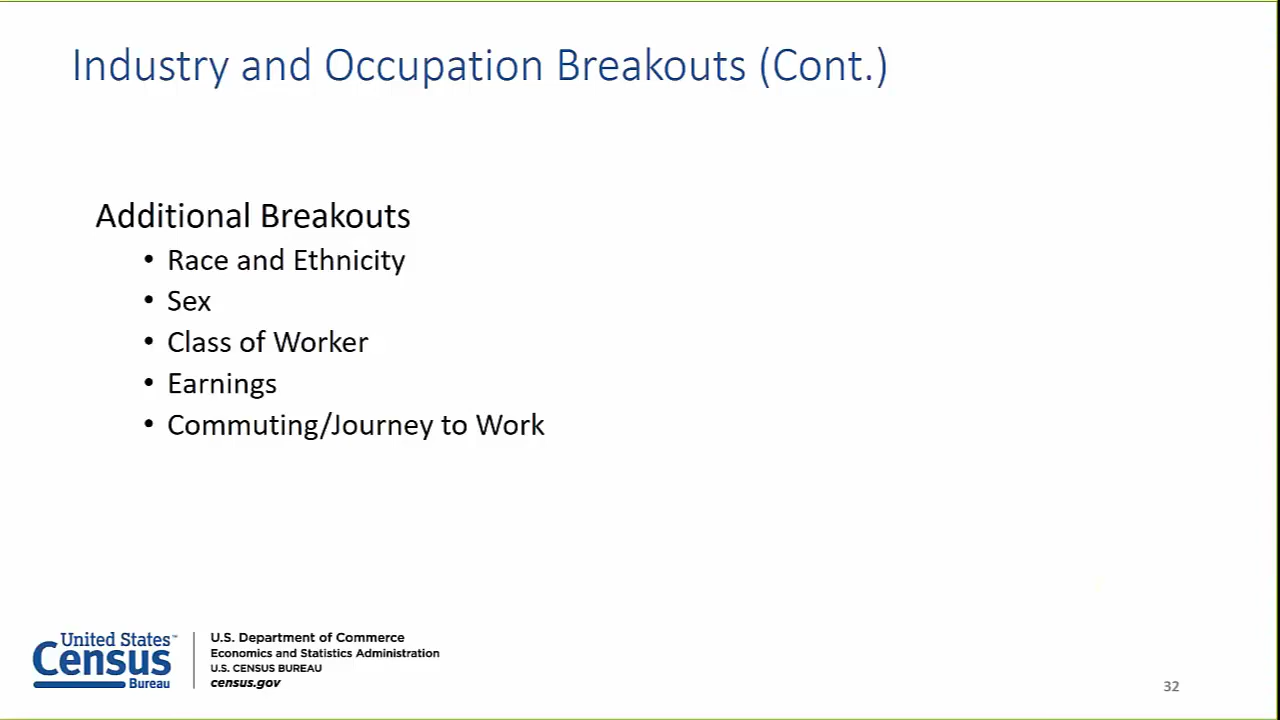 Industry and Occupation Breakouts (Cont.)
Additional Breakouts
• Race and Ethnicity
• Sex
• Class of Worker
• Earnings
• Commuting/Journey to Work
United States™
Census
Bureau
U.S. Department of Commerce
Economics and Statistics Administration
U.S. CENSUS BUREAU
census.gov
32